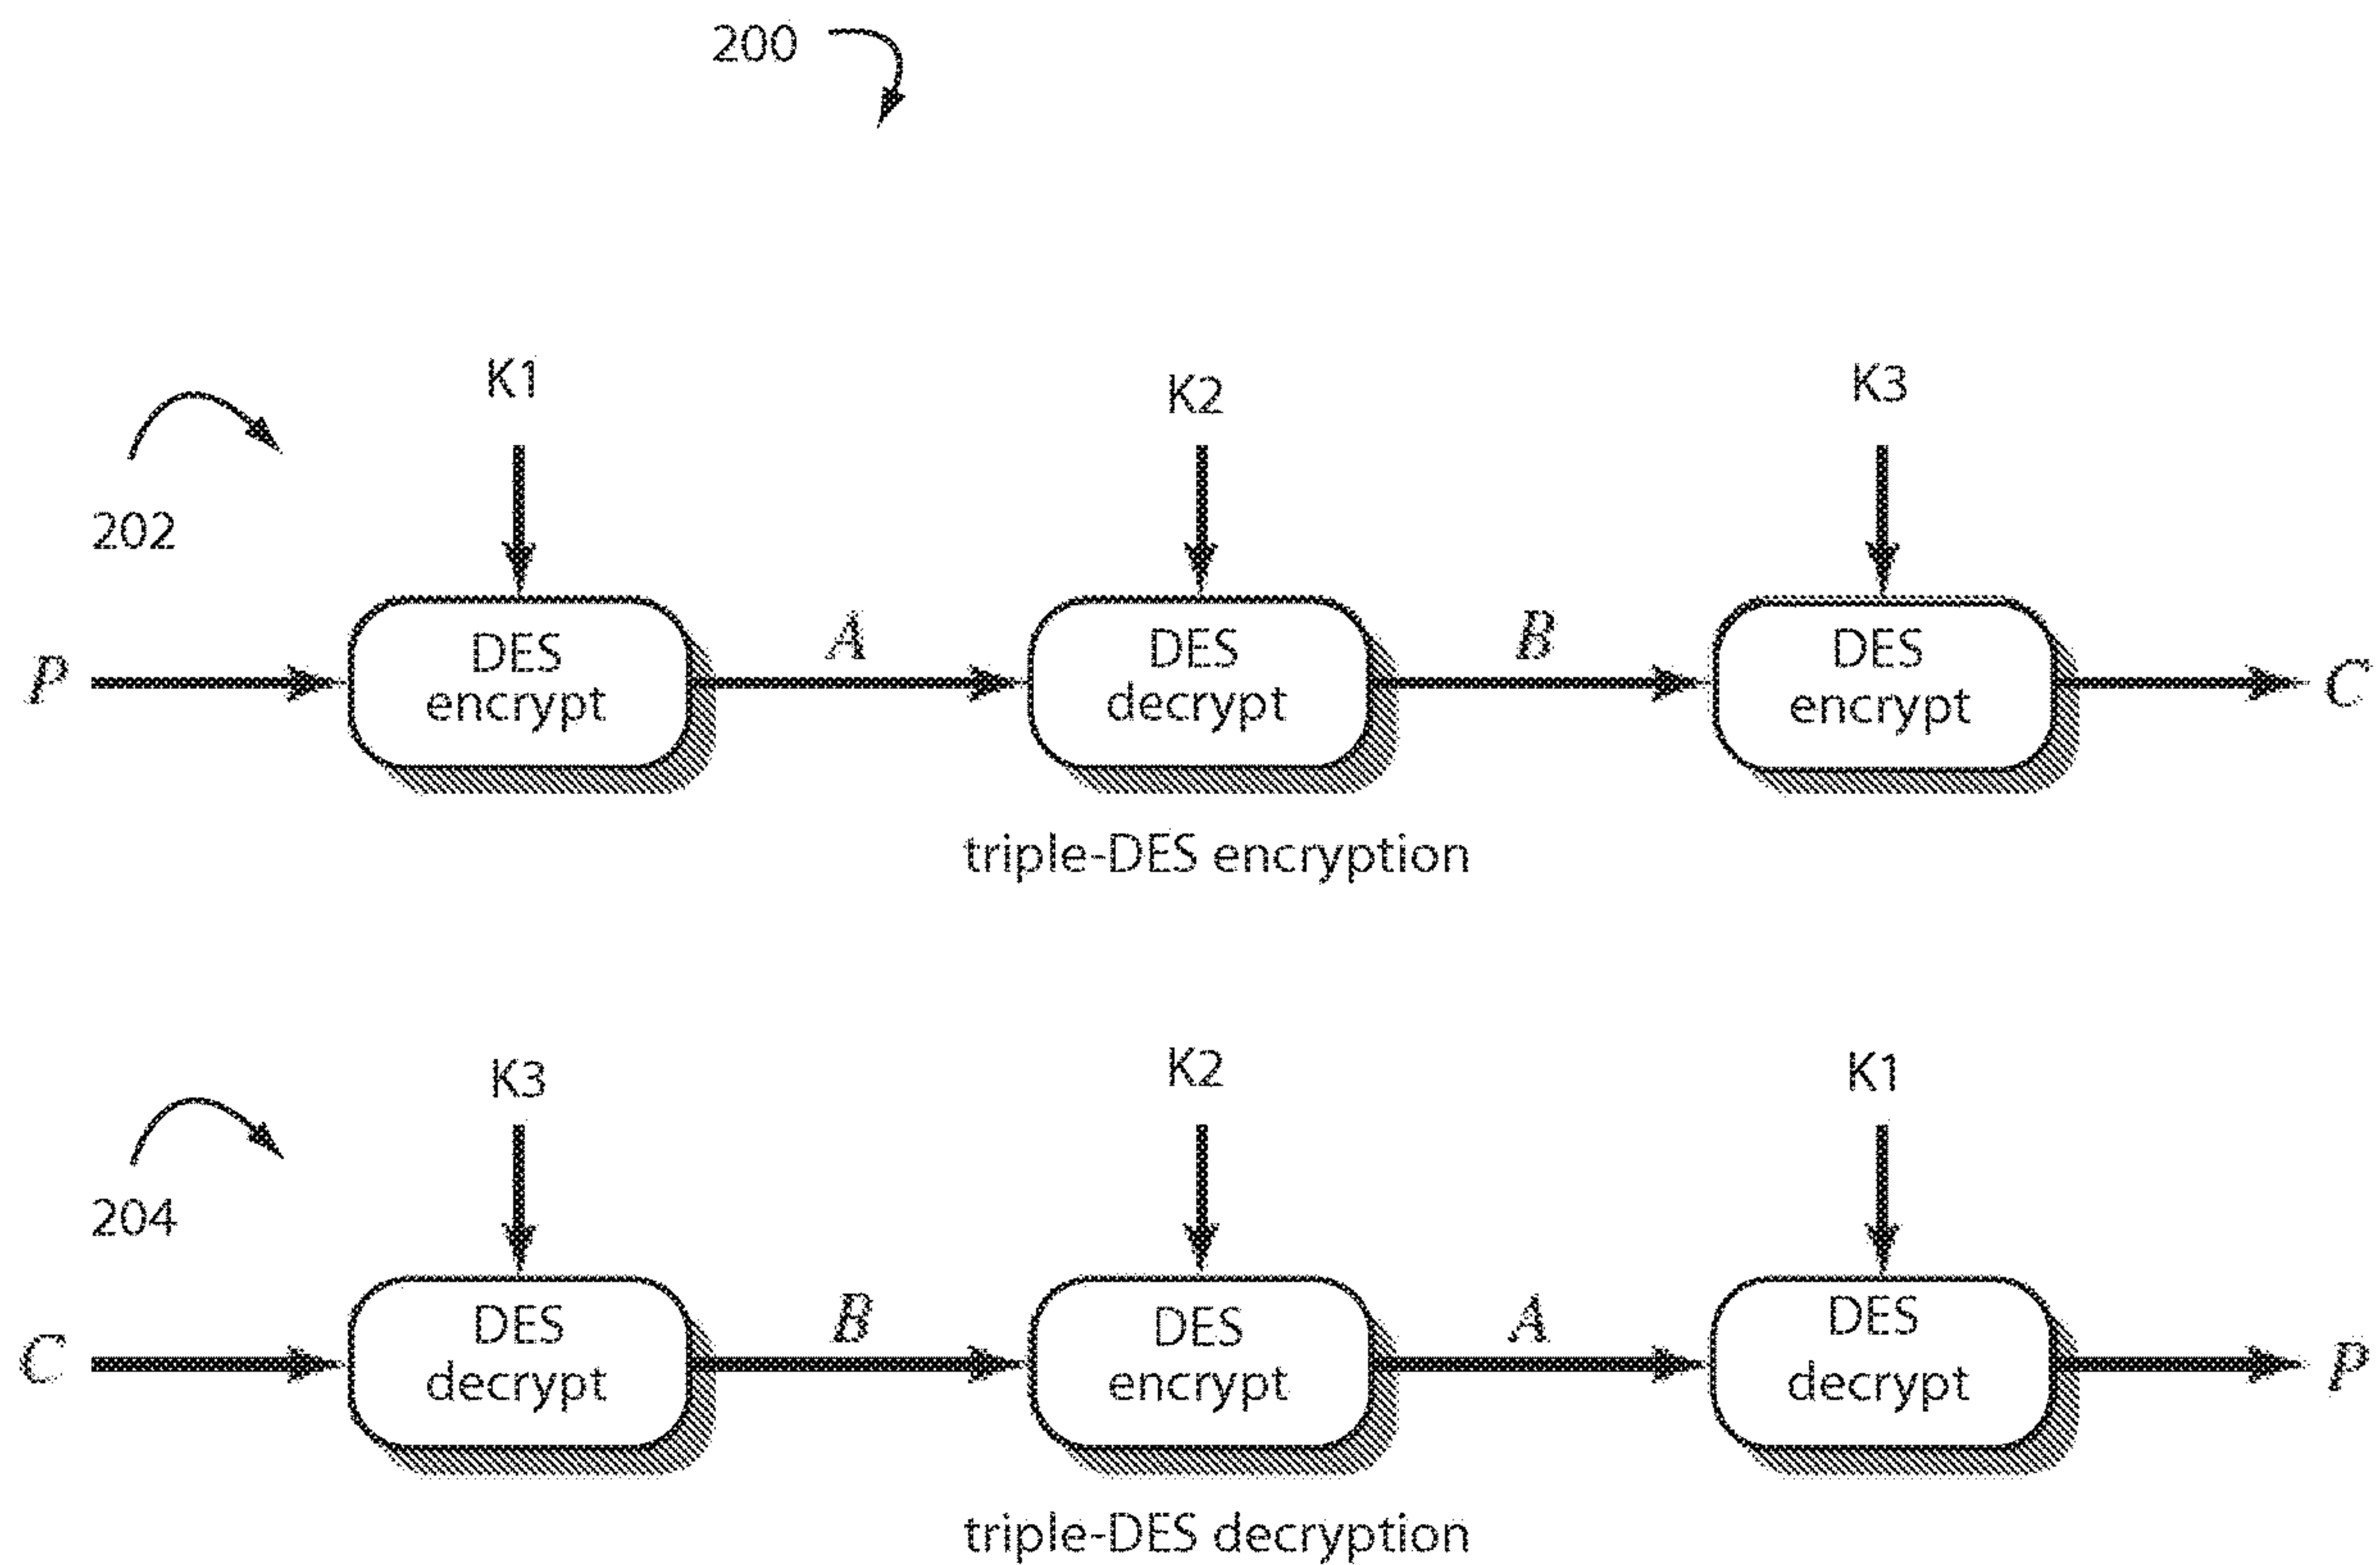 200
K1
K2
K3
202
P
DES
encrypt
A
DES
decrypt
B
DES
encrypt
C
triple-DES encryption
K3
K2
K1
204
C
DES
decrypt
B
DES
encrypt
A
DES
decrypt
P
triple-DES decryption